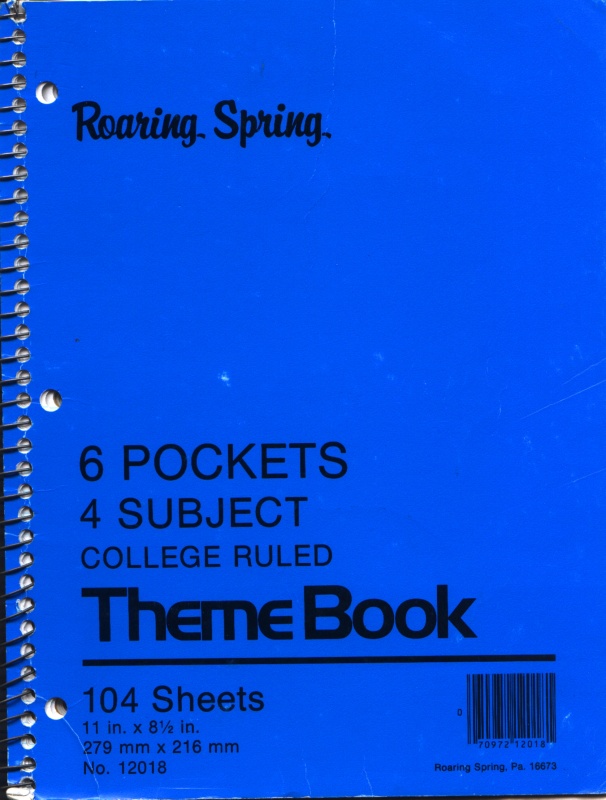 Roaring Spring
6 POCKETS
4 SUBJECT
COLLEGE RULED
Theme Book
104 Sheets
11 in. x 8½ in.
279 mm x 216 mm
No. 12018
0 70972 12018
Roaring Spring, Pa. 16673